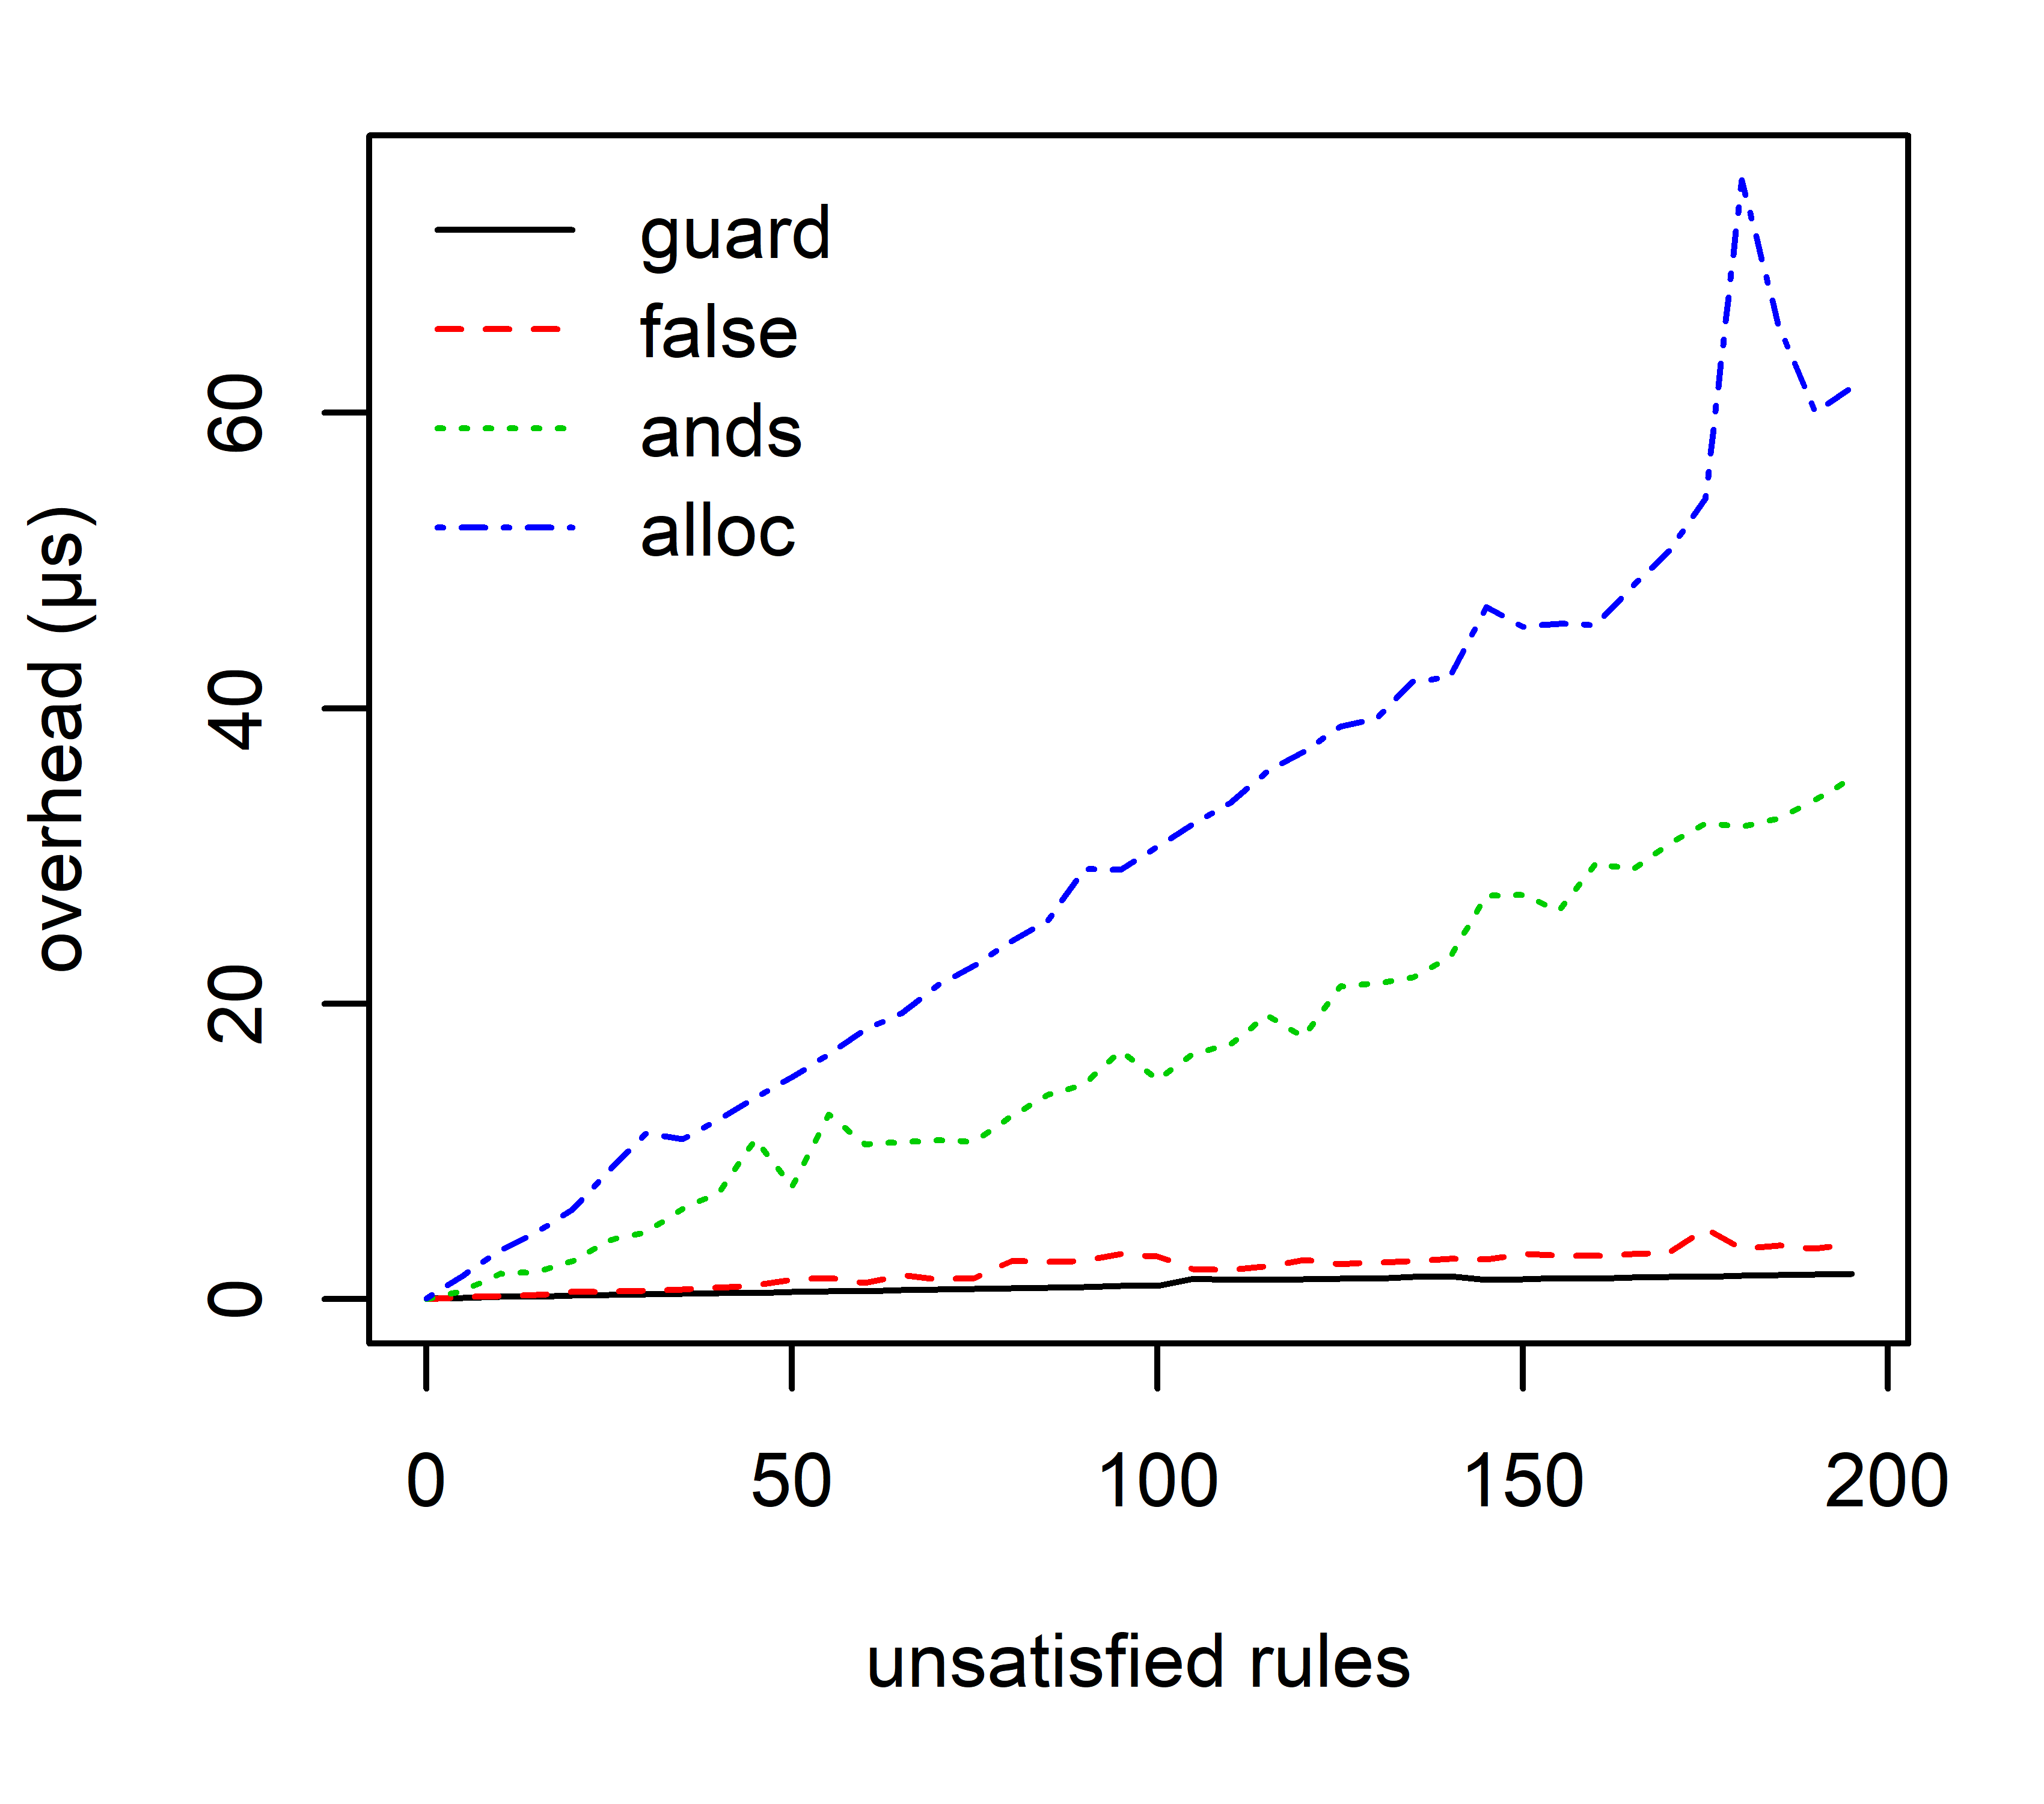 guard
false
ands
alloc
overhead (µs)
60
40
20
0
0 50 100 150 200
unsatisfied rules